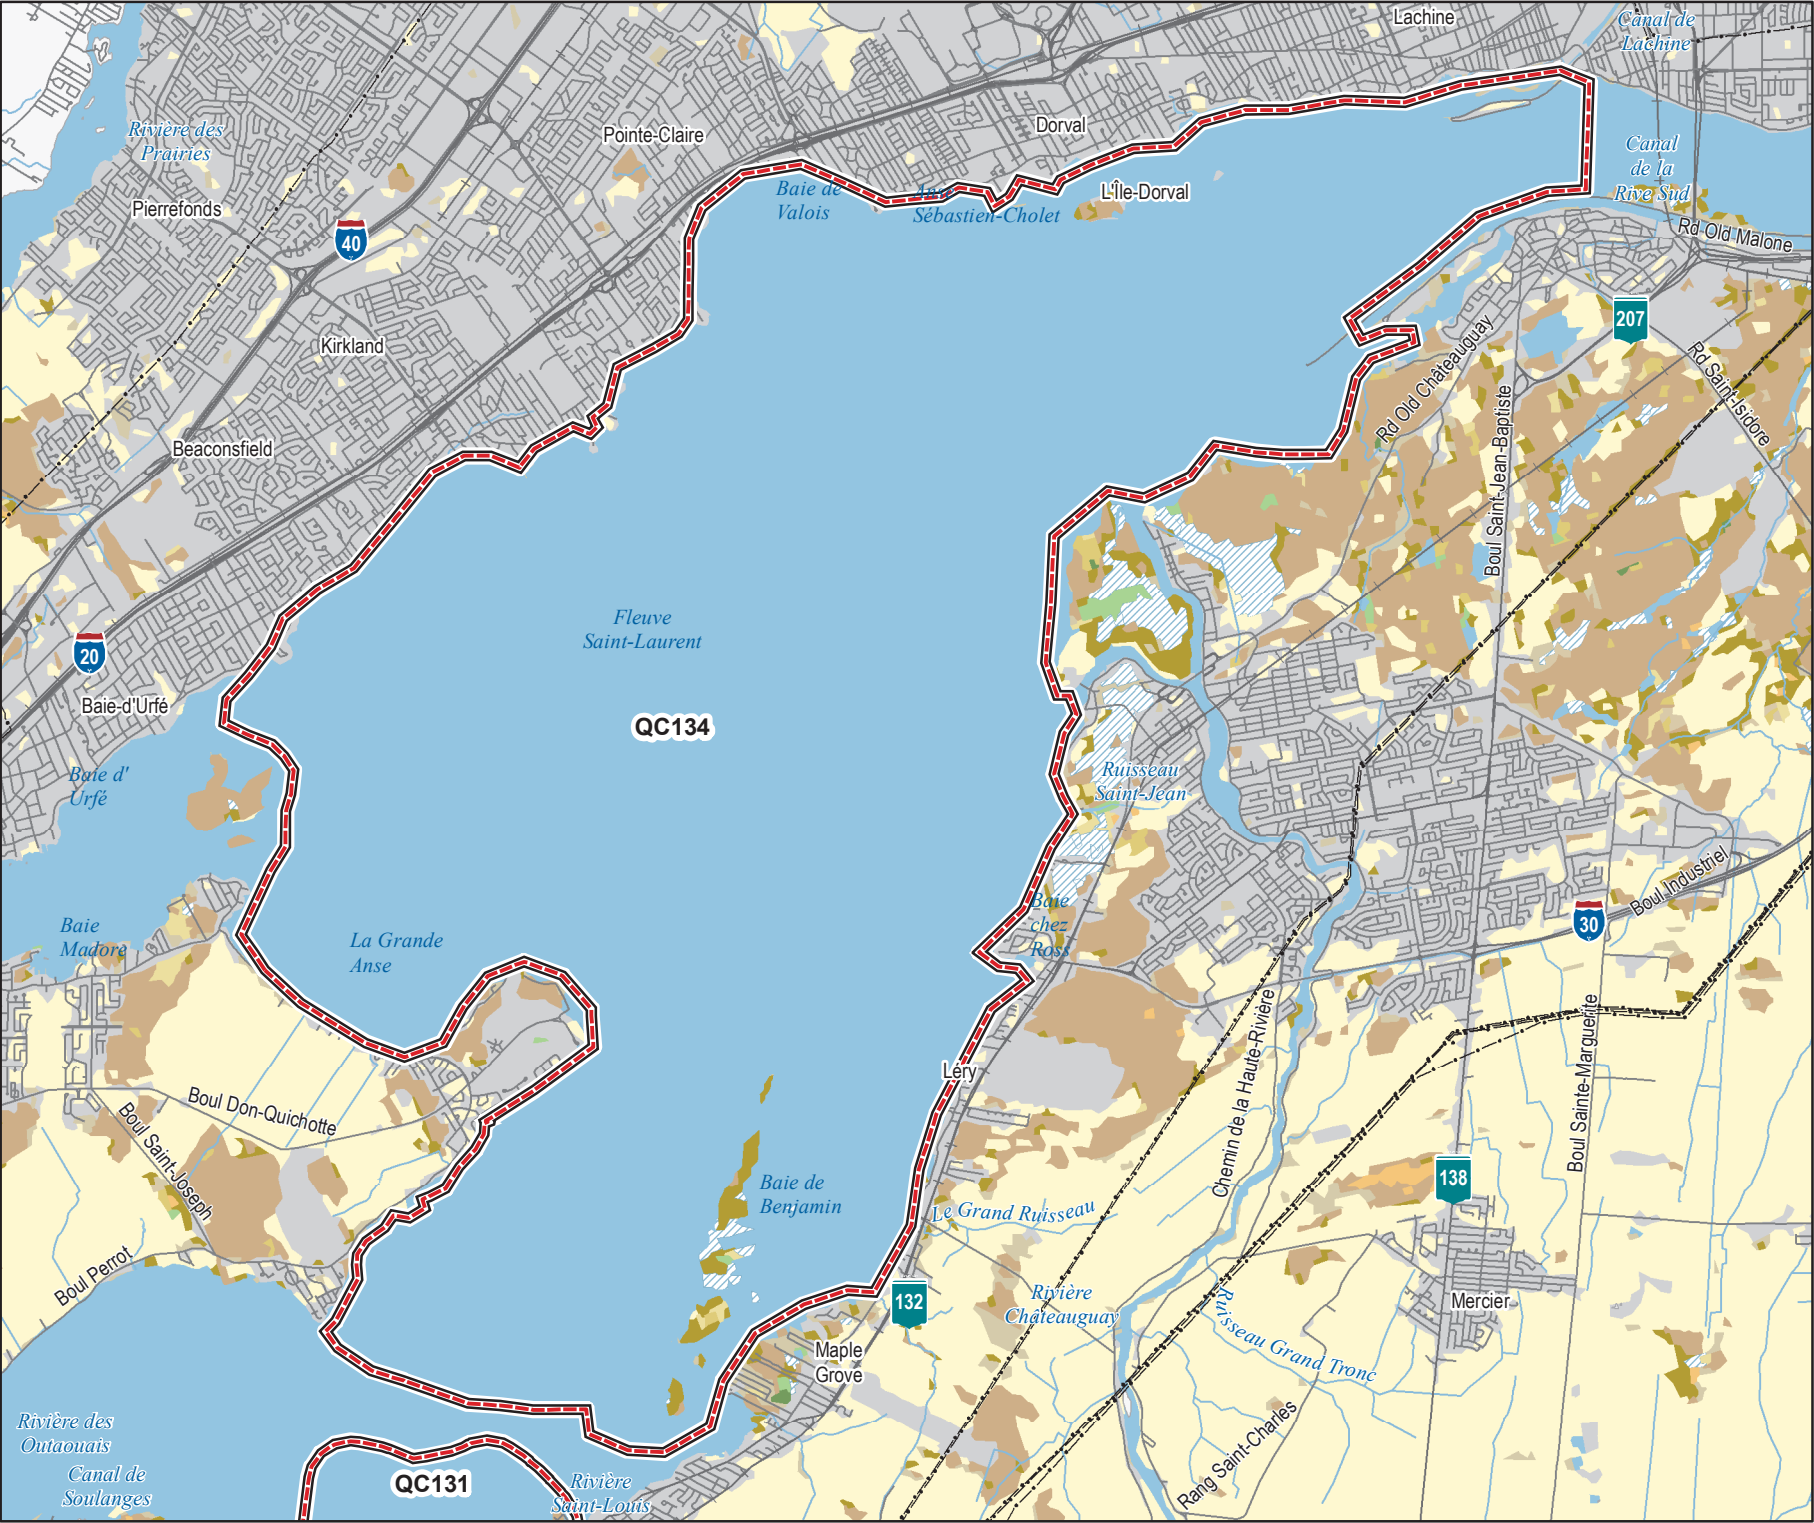 Lachine
Canal de
Lachine
Rivière des
Prairies
Pointe-Claire
Dorval
Canal
de la
Rive Sud
Pierrefonds
Baie de
Valois
Anse
Sébastien-Cholet
L'Île-Dorval
Rd Old Malone
40
207
Kirkland
Rd Old Châteauguay
Rd Saint-Isidore
Boul Saint-Jean-Baptiste
Beaconsfield
Fleuve
Saint-Laurent
20
Baie-d'Urfé
QC134
Baie d'
Urfé
Ruisseau
Saint-Jean
Boul Industriel
Baie
Madore
La Grande
Anse
Baie
chez
Ross
30
Léry
Chemin de la Haute-Rivière
Boul Sainte-Marguerite
Boul Don-Quichotte
Boul Saint-Joseph
138
Baie de
Benjamin
Le Grand Ruisseau
Boul Perrot
132
Rivière
Châteauguay
Mercier
Ruisseau Grand Tronc
Maple
Grove
Rivière des
Outaouais
Canal de
Soulanges
QC131
Rivière
Saint-Louis
Rang Saint-Charles